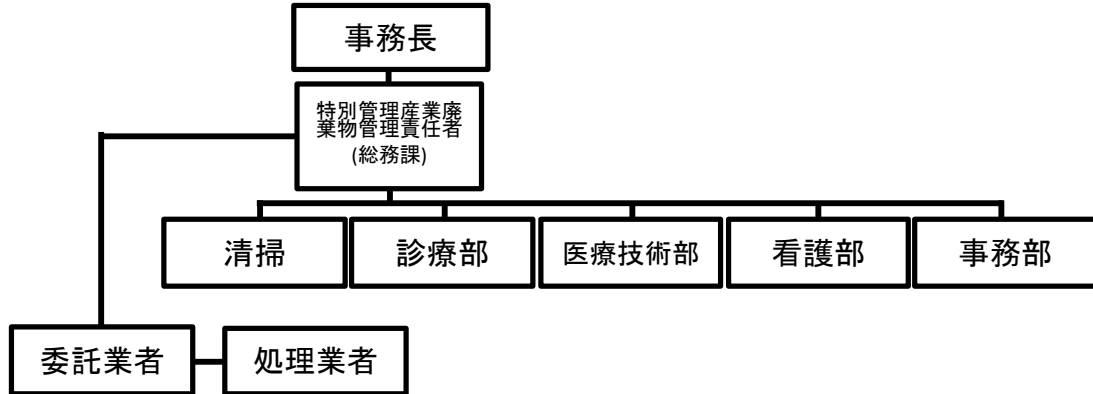 事務長
特別管理産業廃
棄物管理責任者
(総務課)
清掃
診療部
医療技術部
看護部
事務部
委託業者
処理業者